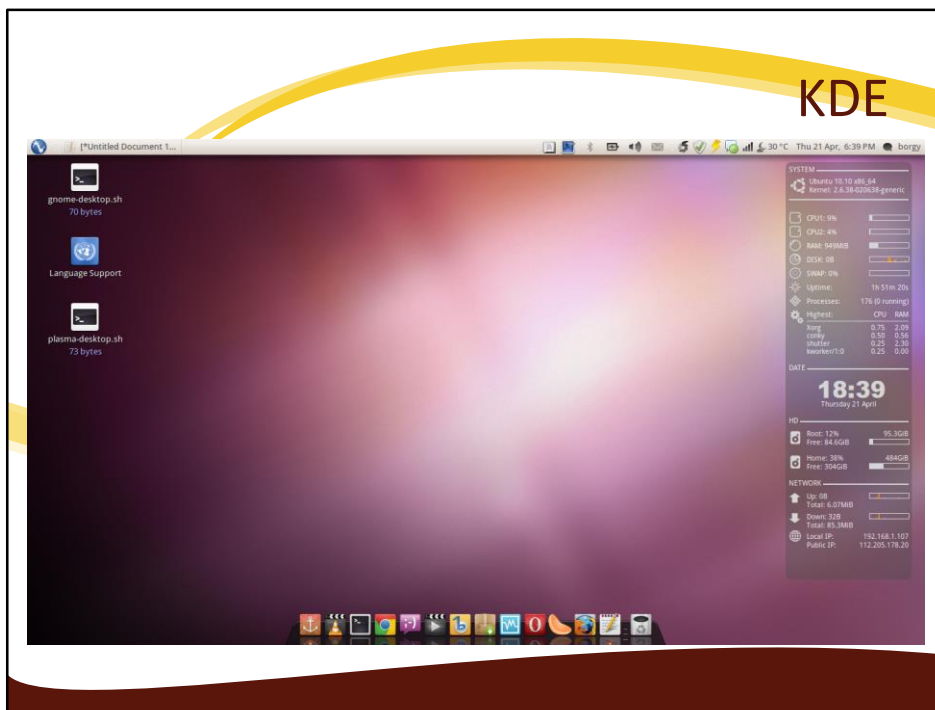 KDE
[*Untitled Document 1...
30 °C Thu 21 Apr, 6:39 PM borgy
gnome-desktop.sh
70 bytes
Language Support
plasma-desktop.sh
73 bytes
SYSTEM
Ubuntu 10.10 x86_64
Kernel: 2.6.38-020638-generic
CPU1: 9%
CPU2: 4%
RAM: 949MiB
DISK: 0B
SWAP: 0%
Uptime: 1h 51m 20s
Processes: 176 (0 running)
Highest: CPU RAM
Xorg 0.75 2.09
conky 0.50 0.56
shutter 0.25 2.30
kworker/1:0 0.25 0.00
DATE
18:39
Thursday 21 April
HD
Root: 12% 95.3GiB
Free: 84.6GiB
Home: 38% 484GiB
Free: 304GiB
NETWORK
Up: 0B
Total: 6.07MiB
Down: 32B
Total: 85.3MiB
Local IP: 192.168.1.107
Public IP: 112.205.178.20